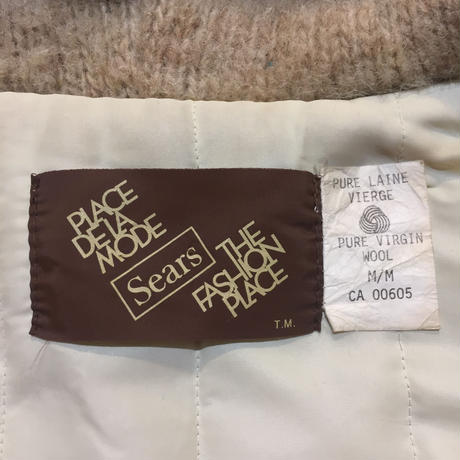 PLACE
DE LA
MODE
Sears
THE
FASHION
PLACE
T.M.
PURE LAINE
VIERGE
PURE VIRGIN
WOOL
M/M
CA 00605